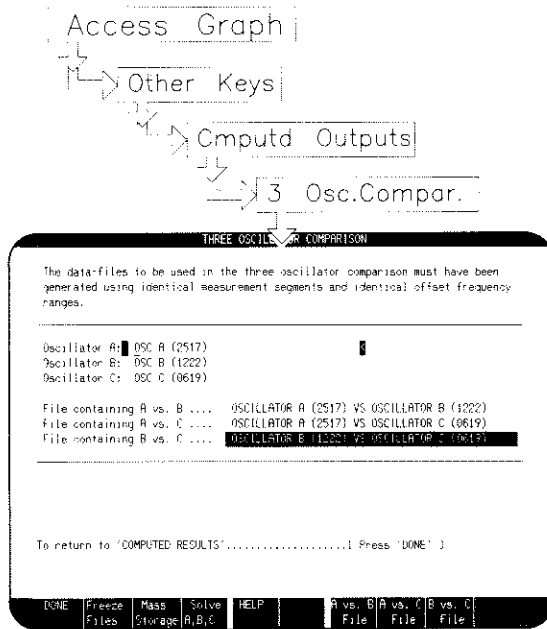 Access Graph
Other Keys
Cmputd Outputs
3 Osc.Compar.
THREE OSCILLATOR COMPARISON
The data-files to be used in the three oscillator comparison must have been
generated using identical measurement segments and identical offset frequency
ranges.
Oscillator A: OSC A (2517) <
Oscillator B: OSC B (1222)
Oscillator C: OSC C (0619)
File containing A vs. B .... OSCILLATOR A (2517) VS OSCILLATOR B (1222)
File containing A vs. C .... OSCILLATOR A (2517) VS OSCILLATOR C (0619)
File containing B vs. C .... OSCILLATOR B (1222) VS OSCILLATOR C (0619)
To return to 'COMPUTED RESULTS'.....................( Press 'DONE' )
DONE Freeze Mass Solve HELP A vs. B A vs. C B vs. C
Files Storage A,B,C File File File